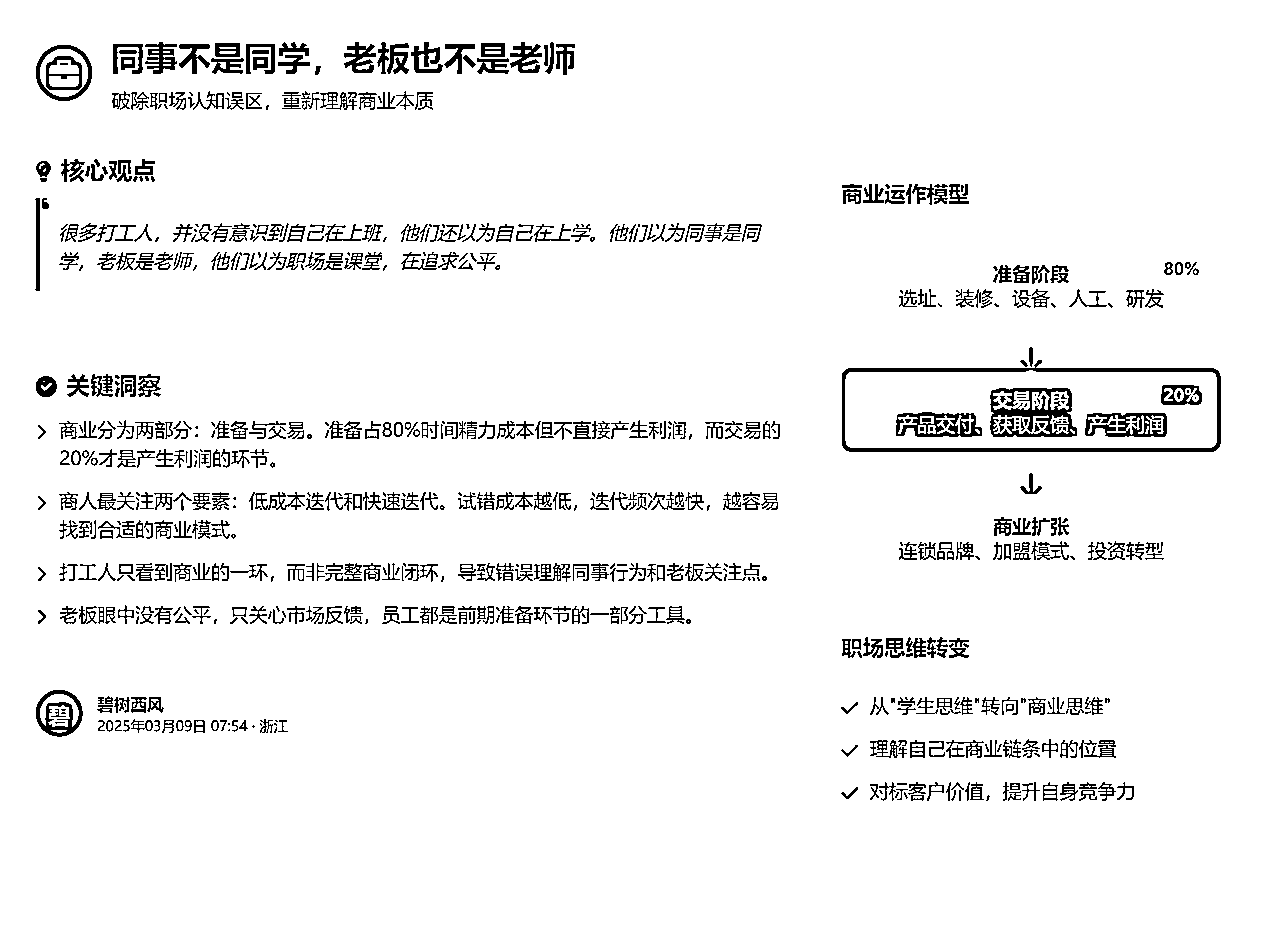 同事不是同学，老板也不是老师
破除职场认知误区，重新理解商业本质
核心观点
很多打工人，并没有意识到自己在上班，他们还以为自己在上学。他们以为同事是同
学，老板是老师，他们以为职场是课堂，在追求公平。
关键洞察
商业分为两部分：准备与交易。准备占80%时间精力成本但不直接产生利润，而交易的
20%才是产生利润的环节。
商人最关注两个要素：低成本迭代和快速迭代。试错成本越低，迭代频次越快，越容易
找到合适的商业模式。
打工人只看到商业的一环，而非完整商业闭环，导致错误理解同事行为和老板关注点。
老板眼中没有公平，只关心市场反馈，员工都是前期准备环节的一部分工具。
碧
碧树西风
2025年03月09日 07:54 · 浙江
商业运作模型
准备阶段
80%
选址、装修、设备、人工、研发
交易阶段
20%
产品交付、获取反馈、产生利润
商业扩张
连锁品牌、加盟模式、投资转型
职场思维转变
从"学生思维"转向"商业思维"
理解自己在商业链条中的位置
对标客户价值，提升自身竞争力